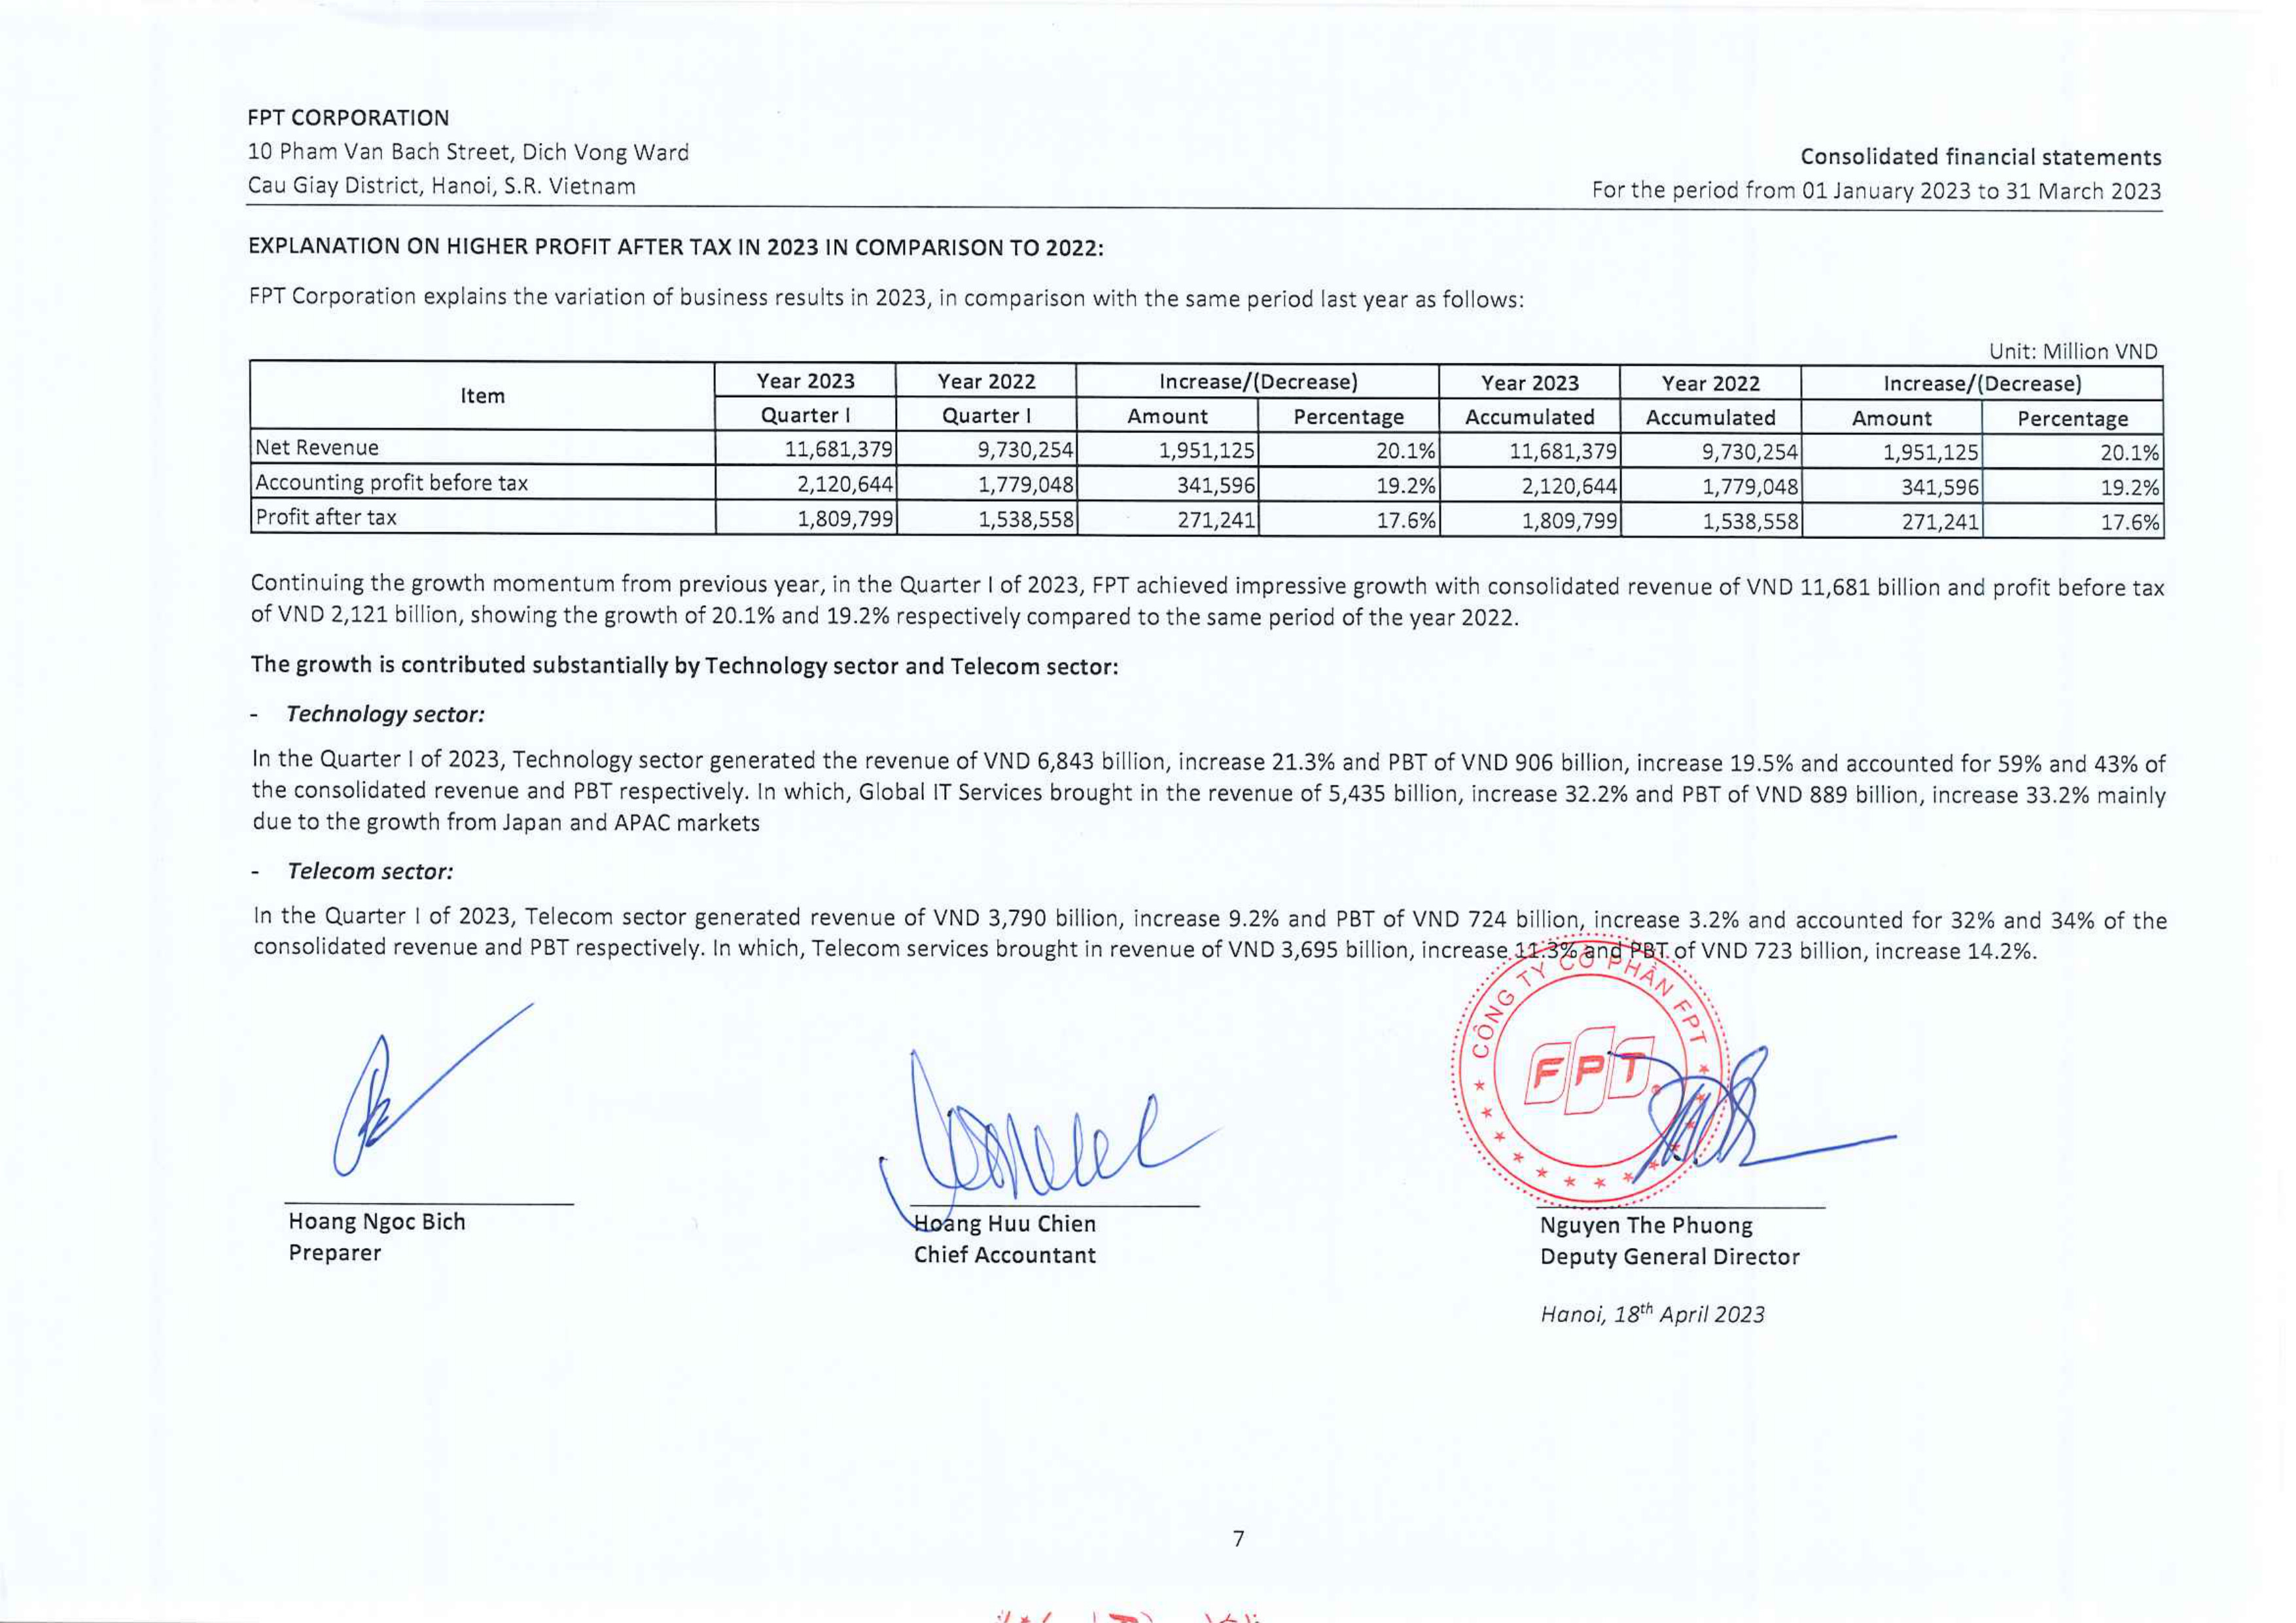 FPT CORPORATION
10 Pham Van Bach Street, Dich Vong Ward
Cau Giay District, Hanoi, S.R. Vietnam
Consolidated financial statements
For the period from 01 January 2023 to 31 March 2023
EXPLANATION ON HIGHER PROFIT AFTER TAX IN 2023 IN COMPARISON TO 2022:
FPT Corporation explains the variation of business results in 2023, in comparison with the same period last year as follows:
Unit: Million VND
Item Year 2023 Year 2022 Increase/(Decrease) Year 2023 Year 2022 Increase/(Decrease)
Quarter I Quarter I Amount Percentage Accumulated Accumulated Amount Percentage
Net Revenue 11,681,379 9,730,254 1,951,125 20.1% 11,681,379 9,730,254 1,951,125 20.1%
Accounting profit before tax 2,120,644 1,779,048 341,596 19.2% 2,120,644 1,779,048 341,596 19.2%
Profit after tax 1,809,799 1,538,558 271,241 17.6% 1,809,799 1,538,558 271,241 17.6%
Continuing the growth momentum from previous year, in the Quarter I of 2023, FPT achieved impressive growth with consolidated revenue of VND 11,681 billion and profit before tax
of VND 2,121 billion, showing the growth of 20.1% and 19.2% respectively compared to the same period of the year 2022.
The growth is contributed substantially by Technology sector and Telecom sector:
- Technology sector:
In the Quarter I of 2023, Technology sector generated the revenue of VND 6,843 billion, increase 21.3% and PBT of VND 906 billion, increase 19.5% and accounted for 59% and 43% of
the consolidated revenue and PBT respectively. In which, Global IT Services brought in the revenue of 5,435 billion, increase 32.2% and PBT of VND 889 billion, increase 33.2% mainly
due to the growth from Japan and APAC markets
- Telecom sector:
In the Quarter I of 2023, Telecom sector generated revenue of VND 3,790 billion, increase 9.2% and PBT of VND 724 billion, increase 3.2% and accounted for 32% and 34% of the
consolidated revenue and PBT respectively. In which, Telecom services brought in revenue of VND 3,695 billion, increase 11.3% and PBT of VND 723 billion, increase 14.2%.
CÔNG TY CỔ PHẦN FPT
FPT
Hoang Ngoc Bich
Preparer
Hoang Huu Chien
Chief Accountant
Nguyen The Phuong
Deputy General Director
Hanoi, 18th April 2023
7